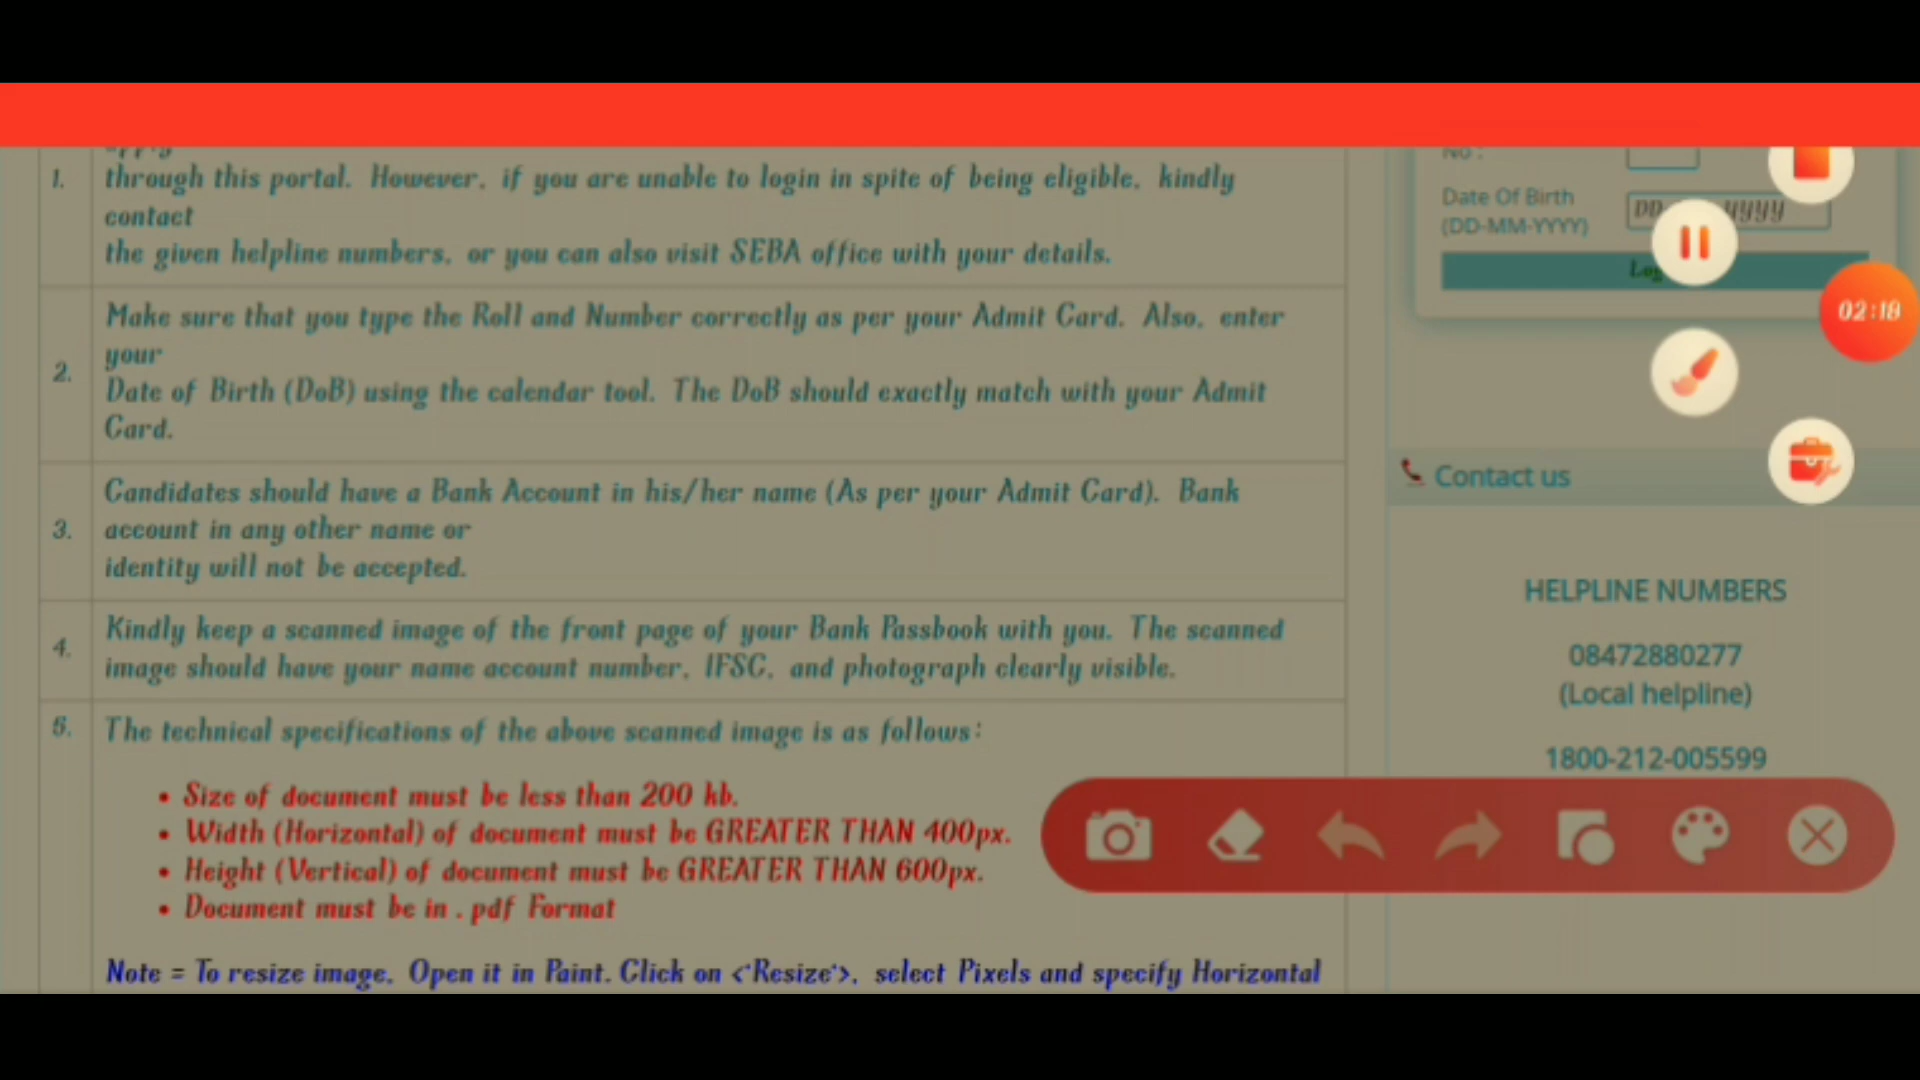 1.
through this portal. However, if you are unable to login in spite of being eligible, kindly
contact
the given helpline numbers, or you can also visit SEBA office with your details.
2.
Make sure that you type the Roll and Number correctly as per your Admit Card. Also, enter
your
Date of Birth (DoB) using the calendar tool. The DoB should exactly match with your Admit
Card.
3.
Candidates should have a Bank Account in his/her name (As per your Admit Card). Bank
account in any other name or
identity will not be accepted.
4.
Kindly keep a scanned image of the front page of your Bank Passbook with you. The scanned
image should have your name account number, IFSC, and photograph clearly visible.
5.
The technical specifications of the above scanned image is as follows:
• Size of document must be less than 200 kb.
• Width (Horizontal) of document must be GREATER THAN 400px.
• Height (Vertical) of document must be GREATER THAN 600px.
• Document must be in .pdf Format
Note = To resize image, Open it in Paint. Click on <'Resize'>, select Pixels and specify Horizontal
No :
Date Of Birth
(DD-MM-YYYY)
DD yyyy
02:18
Contact us
HELPLINE NUMBERS
08472880277
(Local helpline)
1800-212-005599